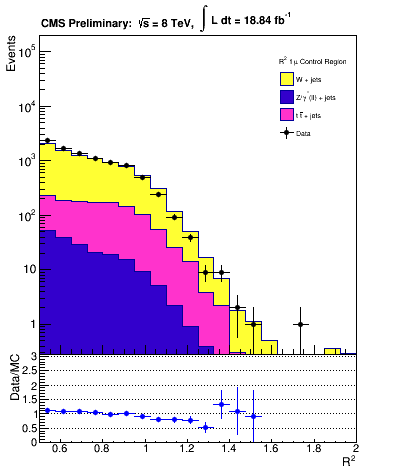 CMS Preliminary: √s = 8 TeV, ∫ L dt = 18.84 fb⁻¹
Events
R² 1μ Control Region
W + jets
Z/γ*(ll) + jets
t t̄ + jets
Data
10⁵
10⁴
10³
10²
10
1
Data/MC
3
2.5
2
1.5
1
0.5
0
0.6 0.8 1 1.2 1.4 1.6 1.8 2
R²